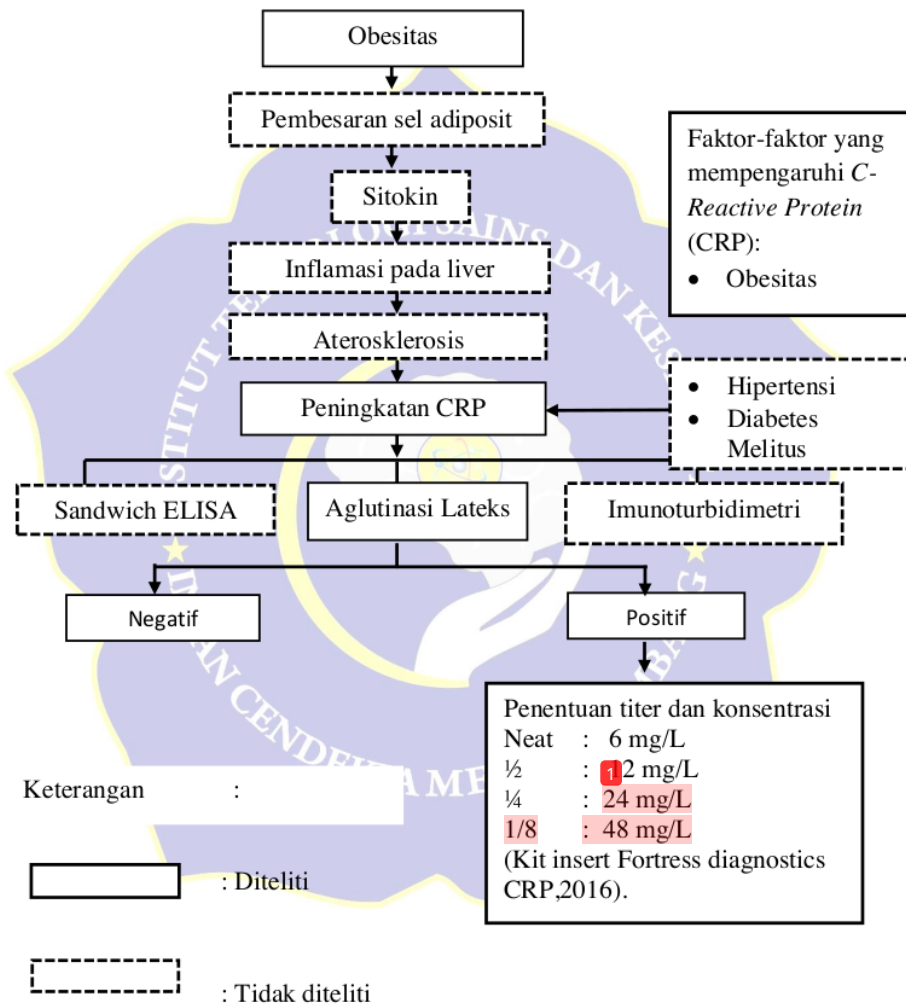 Obesitas
Pembesaran sel adiposit
Faktor-faktor yang
mempengaruhi C-
Reactive Protein
(CRP):
• Obesitas
Sitokin
Inflamasi pada liver
Aterosklerosis
Peningkatan CRP
• Hipertensi
• Diabetes
Melitus
Sandwich ELISA
Aglutinasi Lateks
Imunoturbidimetri
Negatif
Positif
Penentuan titer dan konsentrasi
Neat : 6 mg/L
½ : 12 mg/L
1
¼ : 24 mg/L
1/8 : 48 mg/L
(Kit insert Fortress diagnostics
CRP,2016).
Keterangan :
: Diteliti
: Tidak diteliti